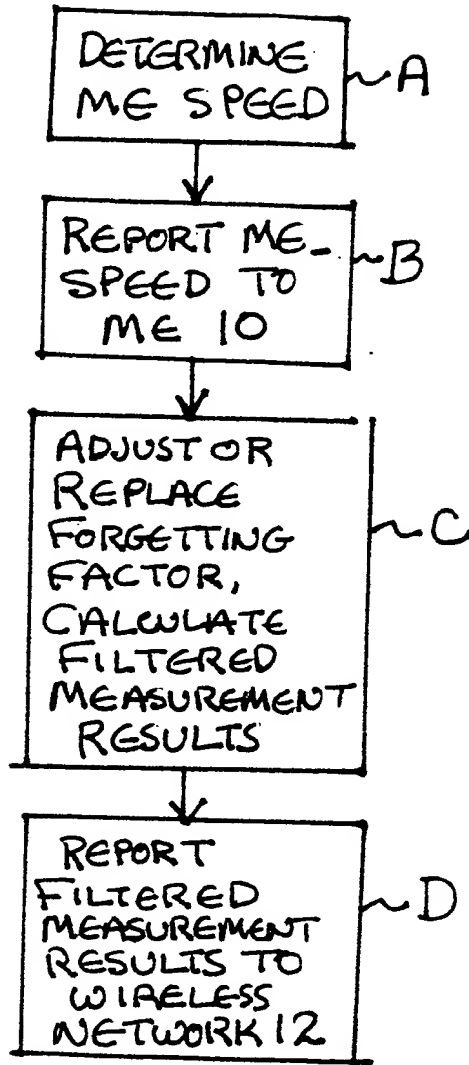 DETERMINE
ME SPEED
A
REPORT ME
SPEED TO
ME 10
B
ADJUST OR
REPLACE
FORGETTING
FACTOR,
CALCULATE
FILTERED
MEASUREMENT
RESULTS
C
REPORT
FILTERED
MEASUREMENT
RESULTS TO
WIRELESS
NETWORK 12
D